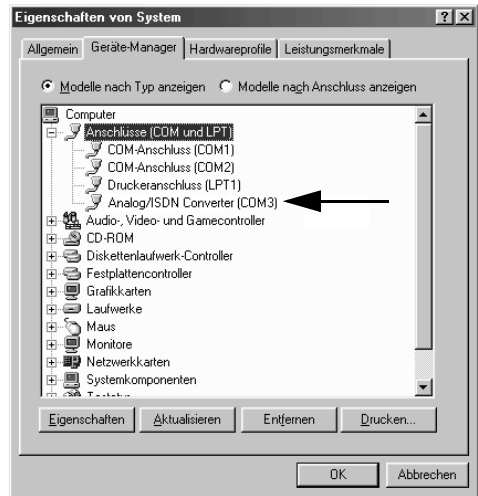 Eigenschaften von System
Allgemein Geräte-Manager Hardwareprofile Leistungsmerkmale
Modelle nach Typ anzeigen Modelle nach Anschluss anzeigen
Computer
Anschlüsse (COM und LPT)
COM-Anschluss (COM1)
COM-Anschluss (COM2)
Druckeranschluss (LPT1)
Analog/ISDN Converter (COM3)
Audio-, Video- und Gamecontroller
CD-ROM
Diskettenlaufwerk-Controller
Festplattencontroller
Grafikkarten
Laufwerke
Maus
Monitore
Netzwerkkarten
Systemkomponenten
Eigenschaften Aktualisieren Entfernen Drucken...
OK Abbrechen